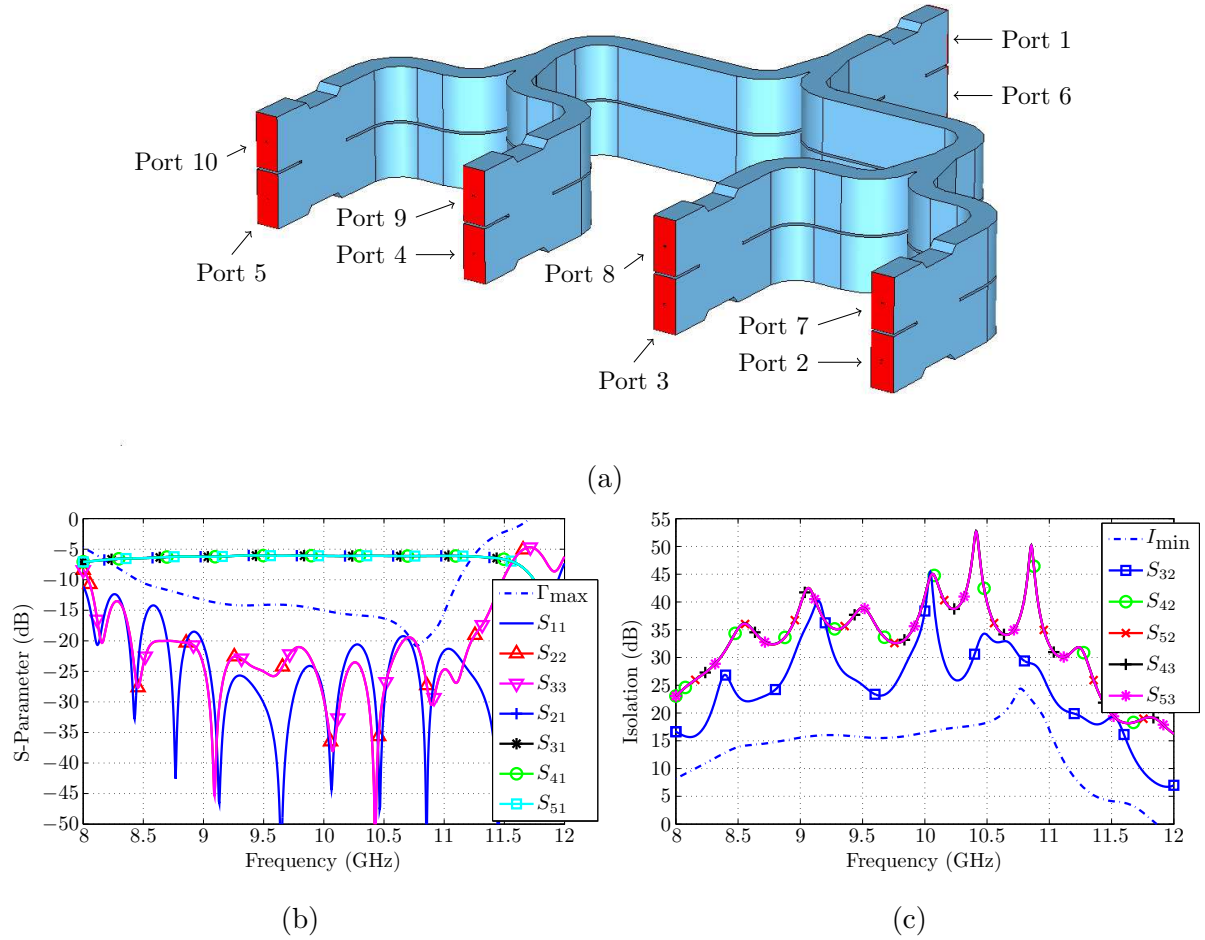 Port 1
Port 6
Port 10
Port 9
Port 4
Port 5
Port 8
Port 7
Port 2
Port 3
(a)
0
−5
−10
−15
−20
−25
−30
−35
−40
−45
−50
8
8.5
9
9.5
10
10.5
11
11.5
12
S-Parameter (dB)
Frequency (GHz)
Γmax
S11
S22
S33
S21
S31
S41
S51
(b)
55
50
45
40
35
30
25
20
15
10
5
0
8
8.5
9
9.5
10
10.5
11
11.5
12
Isolation (dB)
Frequency (GHz)
Imin
S32
S42
S52
S43
S53
(c)